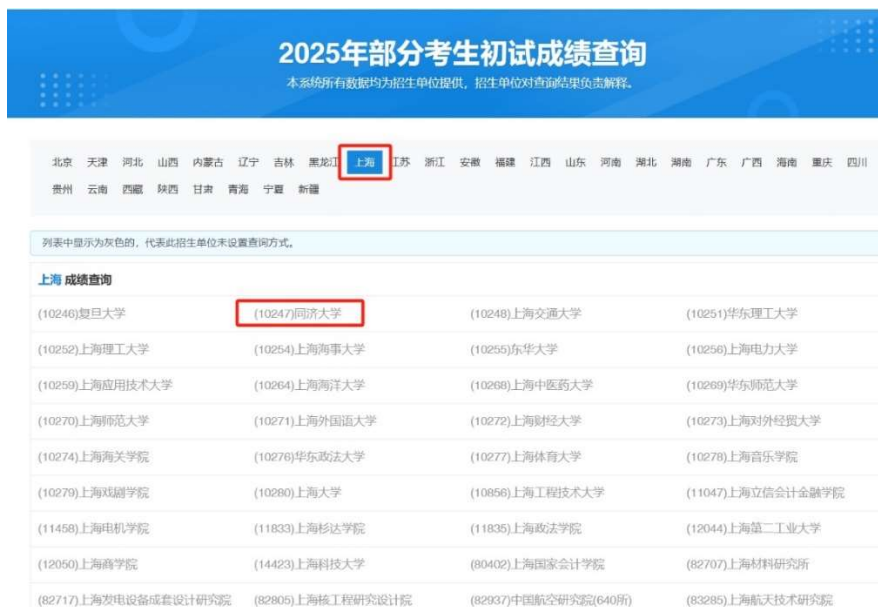 2025年部分考生初试成绩查询
本系统所有数据均为招生单位提供，招生单位对查询结果负责解释。
北京 天津 河北 山西 内蒙古 辽宁 吉林 黑龙江 上海 江苏 浙江 安徽 福建 江西 山东 河南 湖北 湖南 广东 广西 海南 重庆 四川
贵州 云南 西藏 陕西 甘肃 青海 宁夏 新疆
列表中显示为灰色的，代表此招生单位未设置查询方式。
上海 成绩查询
(10246)复旦大学 (10247)同济大学 (10248)上海交通大学 (10251)华东理工大学
(10252)上海理工大学 (10254)上海海事大学 (10255)东华大学 (10256)上海电力大学
(10259)上海应用技术大学 (10264)上海海洋大学 (10268)上海中医药大学 (10269)华东师范大学
(10270)上海师范大学 (10271)上海外国语大学 (10272)上海财经大学 (10273)上海对外经贸大学
(10274)上海海关学院 (10276)华东政法大学 (10277)上海体育大学 (10278)上海音乐学院
(10279)上海戏剧学院 (10280)上海大学 (10856)上海工程技术大学 (11047)上海立信会计金融学院
(11458)上海电机学院 (11833)上海杉达学院 (11835)上海政法学院 (12044)上海第二工业大学
(12050)上海商学院 (14423)上海科技大学 (80402)上海国家会计学院 (82707)上海材料研究所
(82717)上海发电设备成套设计研究院 (82805)上海核工程研究设计院 (82937)中国航空研究院(640所) (83285)上海航天技术研究院